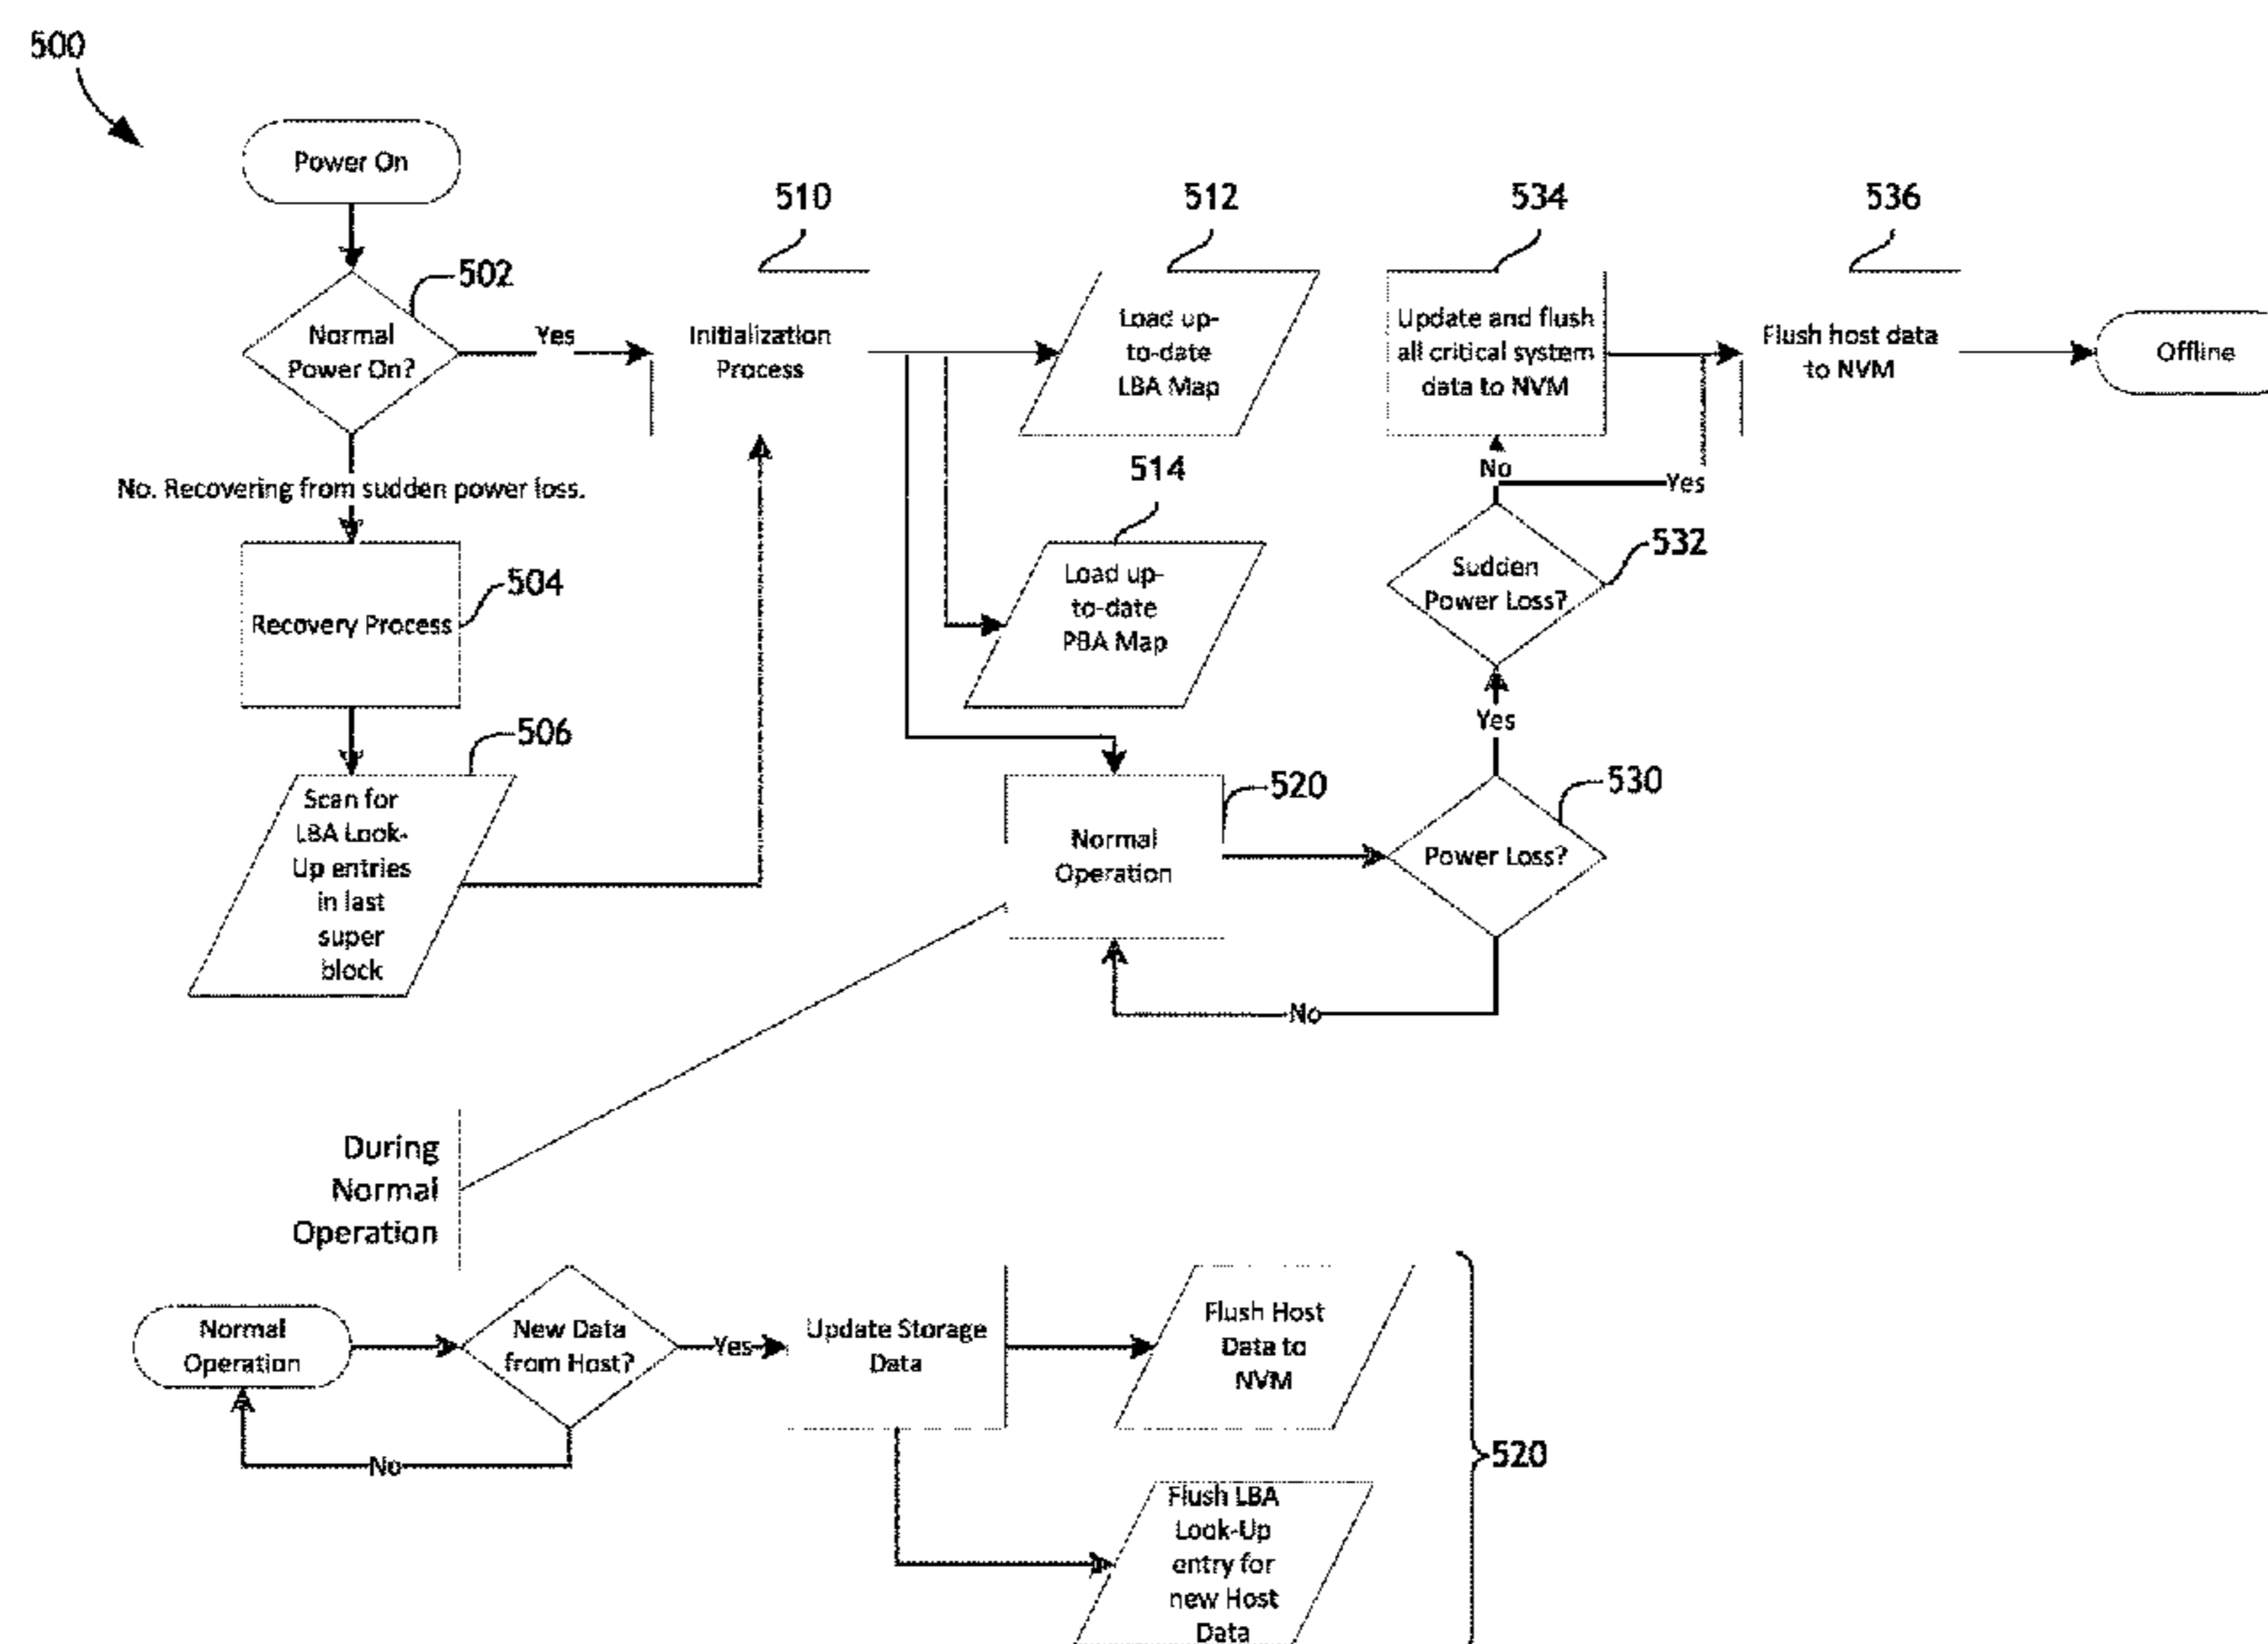 500
Power On
510
512
534
536
502
Normal
Power On?
Yes
Initialization
Process
Load up-
to-date
LBA Map
Update and flush
all critical system
data to NVM
Flush host data
to NVM
Offline
No. Recovering from sudden power loss.
514
No
Yes
504
Recovery Process
Load up-
to-date
PBA Map
532
Sudden
Power Loss?
Yes
506
Scan for
LBA Look-
Up entries
in last
super
block
520
Normal
Operation
530
Power Loss?
No
During
Normal
Operation
Normal
Operation
New Data
from Host?
Yes
Update Storage
Data
Flush Host
Data to
NVM
No
520
Flush LBA
Look-Up
entry for
new Host
Data